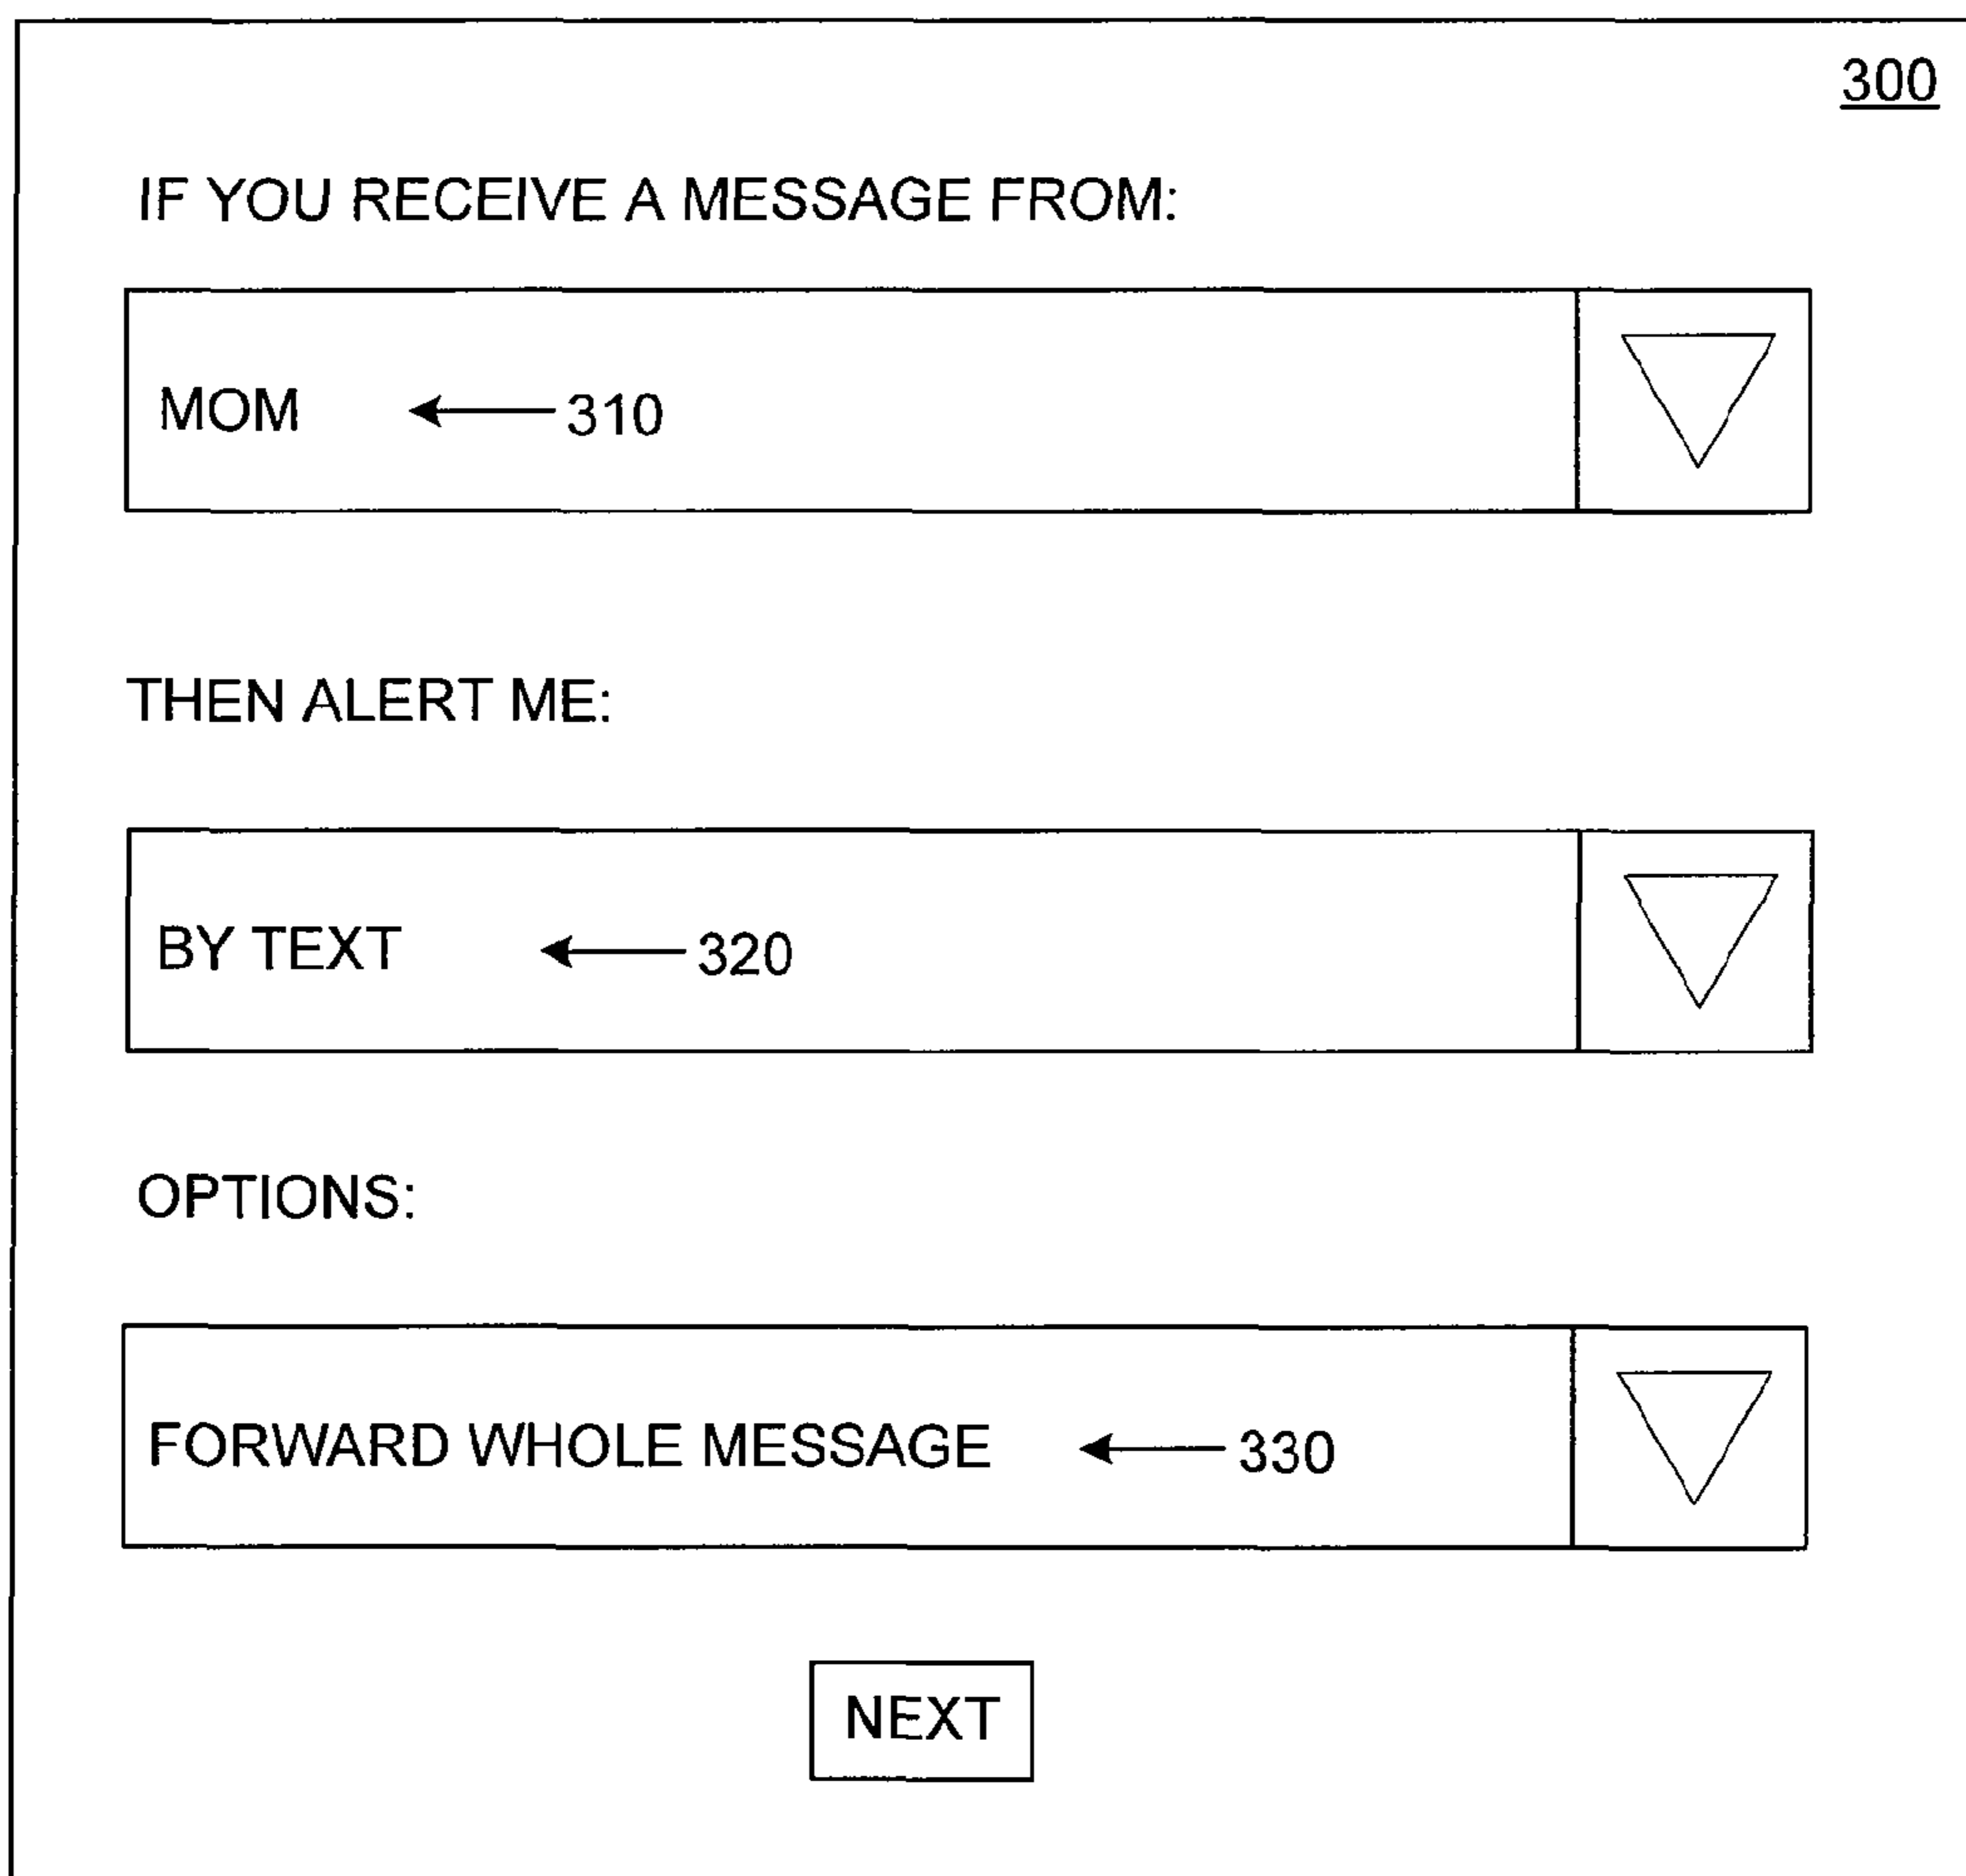 300
IF YOU RECEIVE A MESSAGE FROM:
MOM 310
THEN ALERT ME:
BY TEXT 320
OPTIONS:
FORWARD WHOLE MESSAGE 330
NEXT